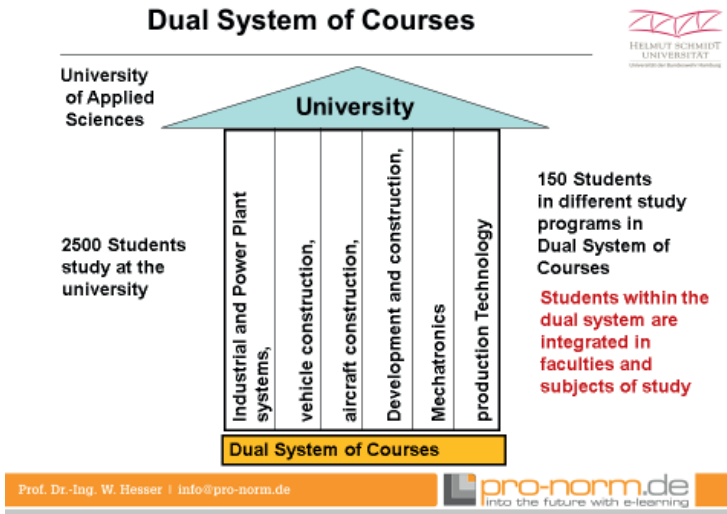 Dual System of Courses
HELMUT SCHMIDT
UNIVERSITÄT
Universität der Bundeswehr Hamburg
University
of Applied
Sciences
University
2500 Students
study at the
university
Industrial and Power Plant
systems,
vehicle construction,
aircraft construction,
Development and construction,
Mechatronics
production Technology
150 Students
in different study
programs in
Dual System of
Courses
Students within the
dual system are
integrated in
faculties and
subjects of study
Dual System of Courses
Prof. Dr.-Ing. W. Hesser | info@pro-norm.de
pro-norm.de
into the future with e-learning